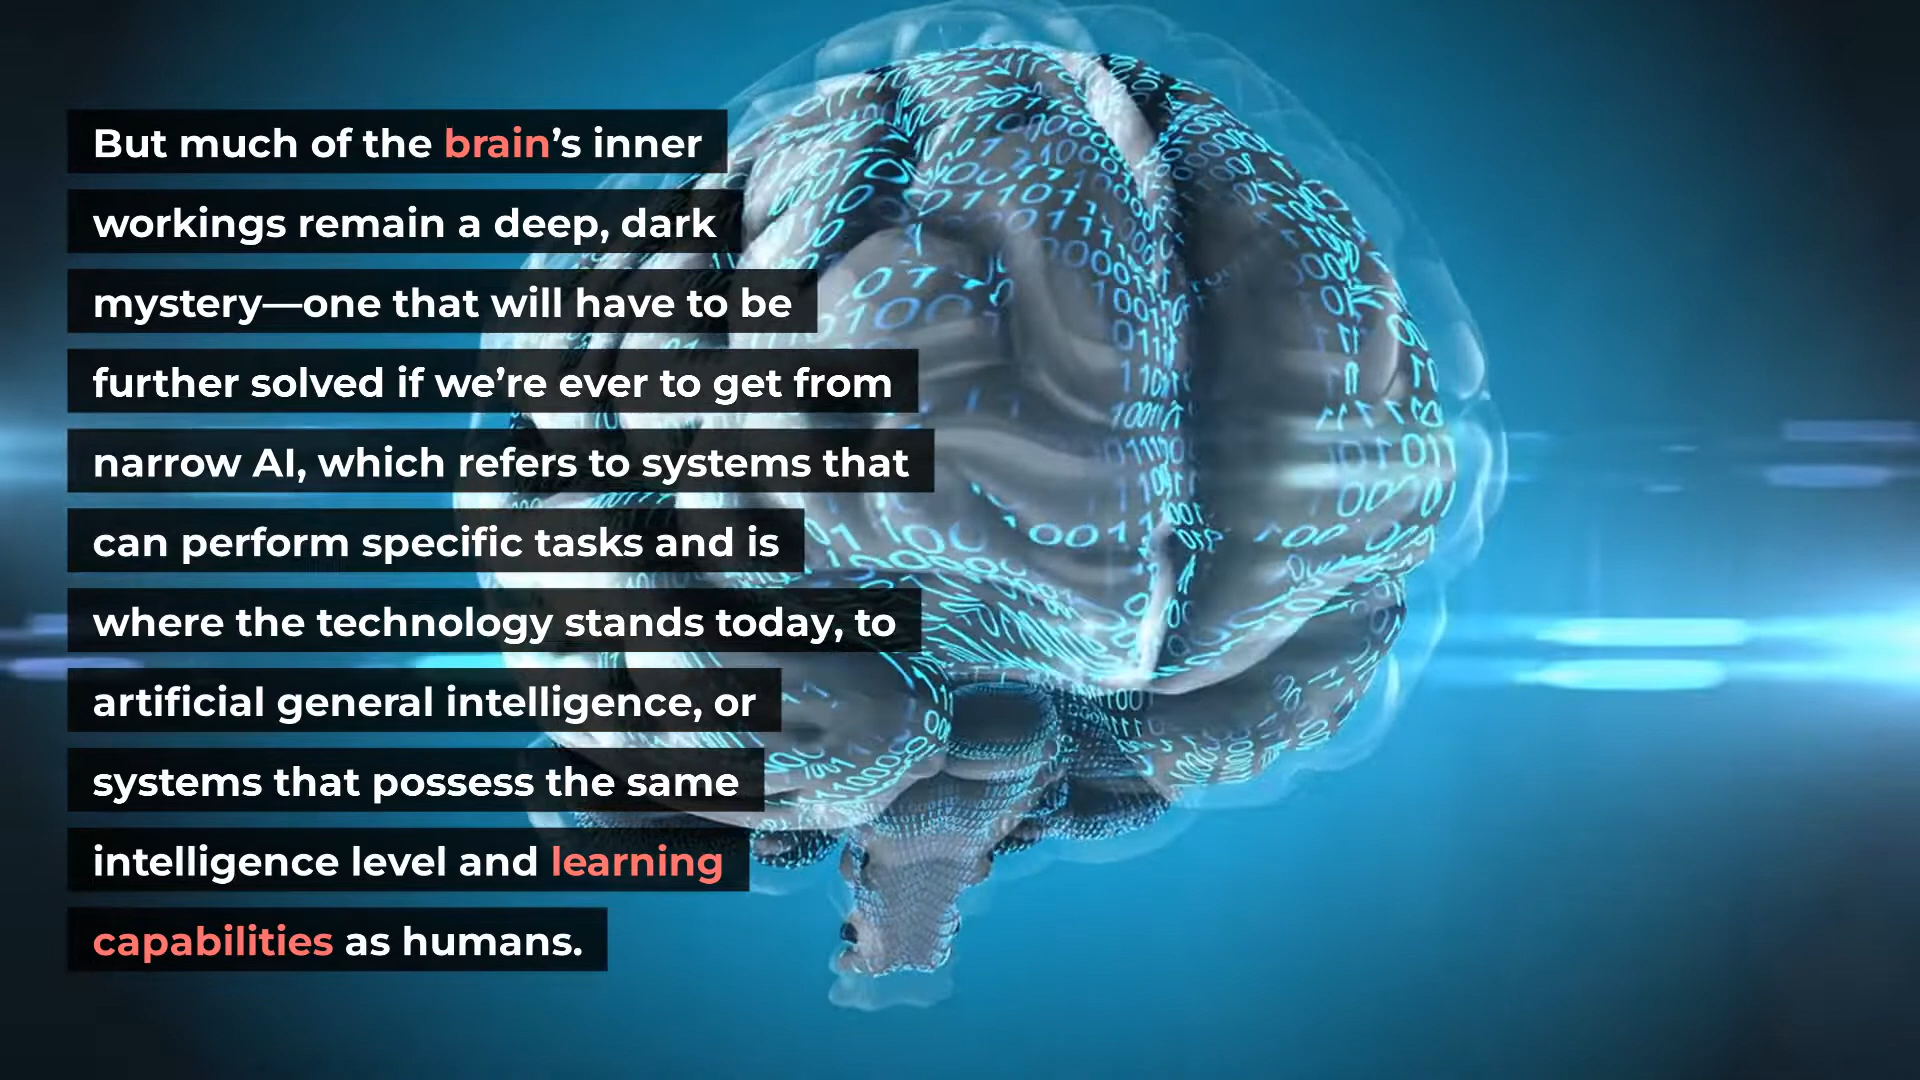 But much of the brain’s inner
workings remain a deep, dark
mystery—one that will have to be
further solved if we’re ever to get from
narrow AI, which refers to systems that
can perform specific tasks and is
where the technology stands today, to
artificial general intelligence, or
systems that possess the same
intelligence level and learning
capabilities as humans.